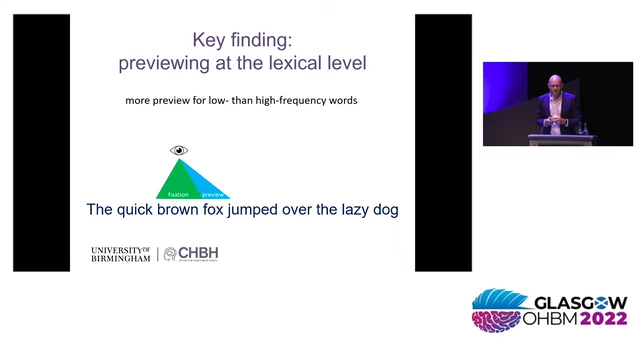 Key finding:
previewing at the lexical level
more preview for low- than high-frequency words
fixation
preview
The quick brown fox jumped over the lazy dog
UNIVERSITY OF
BIRMINGHAM
CHBH
GLASGOW
OHBM 2022